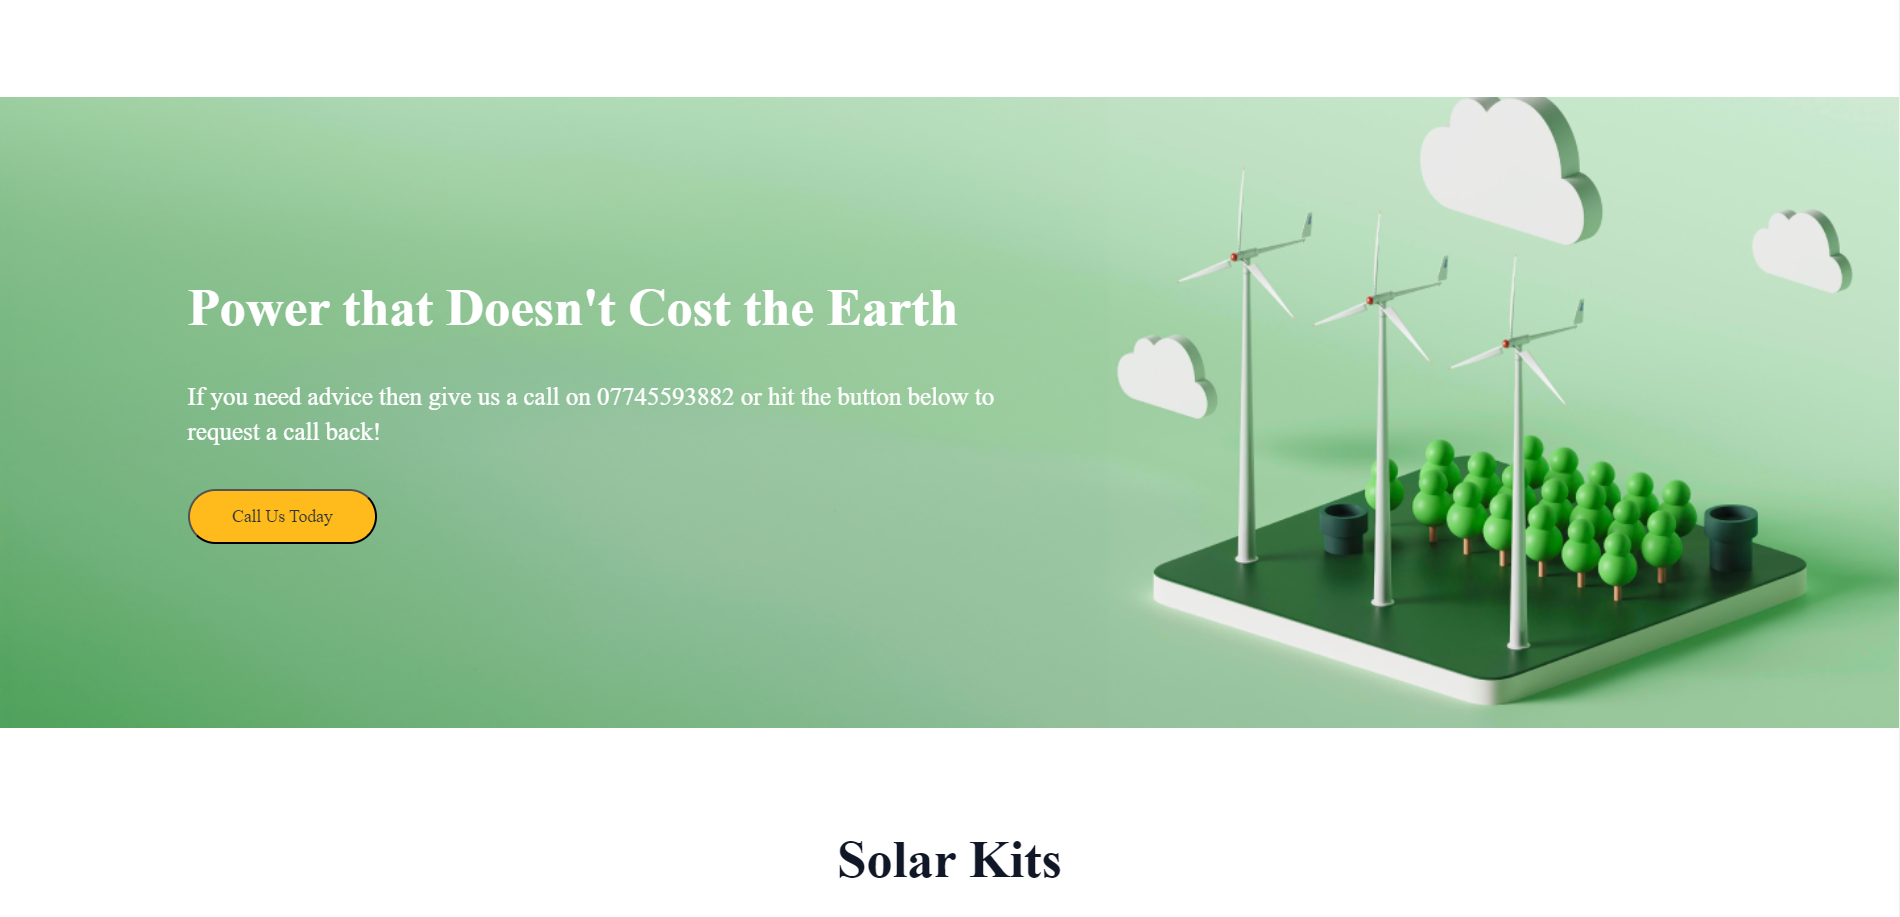 Power that Doesn't Cost the Earth
If you need advice then give us a call on 07745593882 or hit the button below to
request a call back!
Call Us Today
Solar Kits